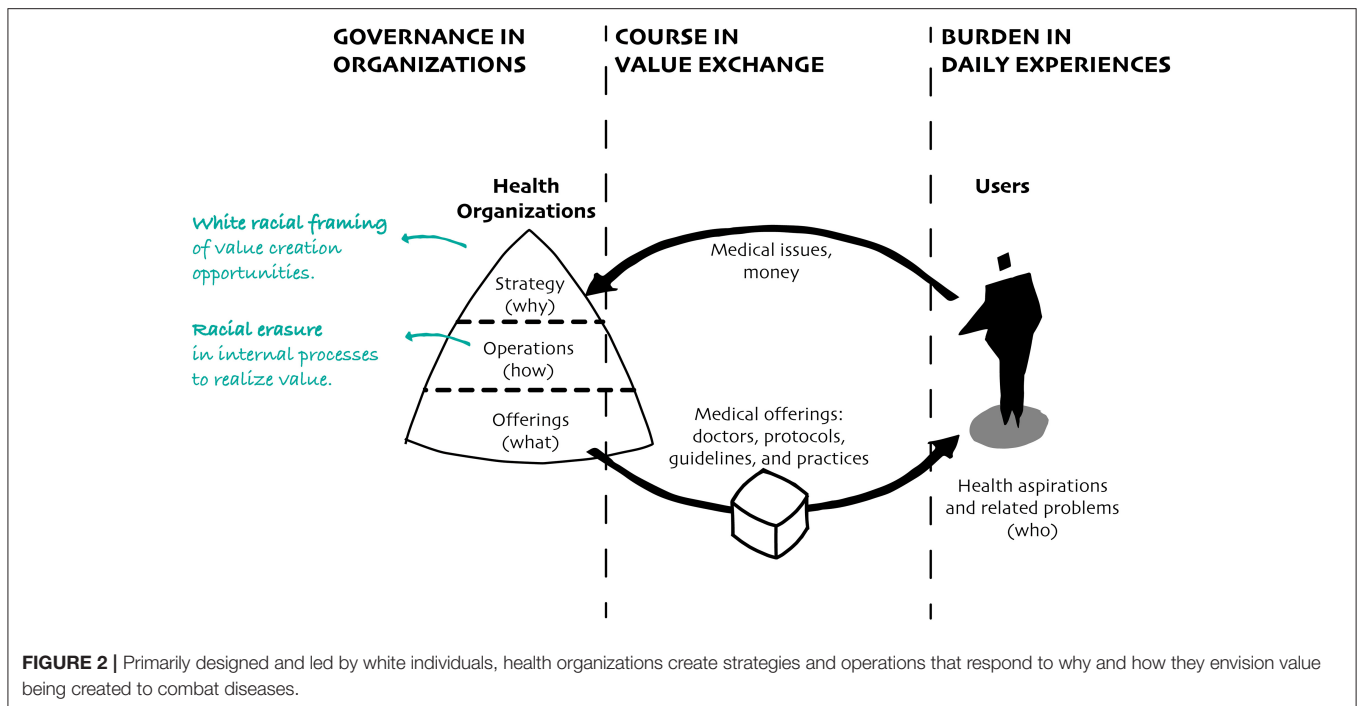 GOVERNANCE IN
ORGANIZATIONS
COURSE IN
VALUE EXCHANGE
BURDEN IN
DAILY EXPERIENCES
Health
Organizations
Users
White racial framing
of value creation
opportunities.
Strategy
(why)
Medical issues,
money
Racial erasure
in internal processes
to realize value.
Operations
(how)
Offerings
(what)
Medical offerings:
doctors, protocols,
guidelines, and practices
Health aspirations
and related problems
(who)
FIGURE 2 | Primarily designed and led by white individuals, health organizations create strategies and operations that respond to why and how they envision value
being created to combat diseases.